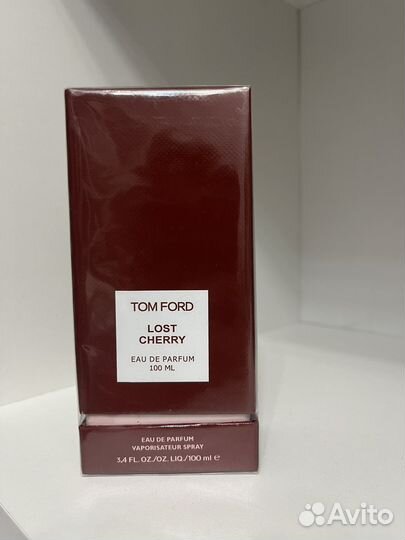 TOM FORD
LOST
CHERRY
EAU DE PARFUM
100 ML
EAU DE PARFUM
VAPORISATEUR SPRAY
3.4 FL.OZ./OZ. LIQ./100 ml e
Avito